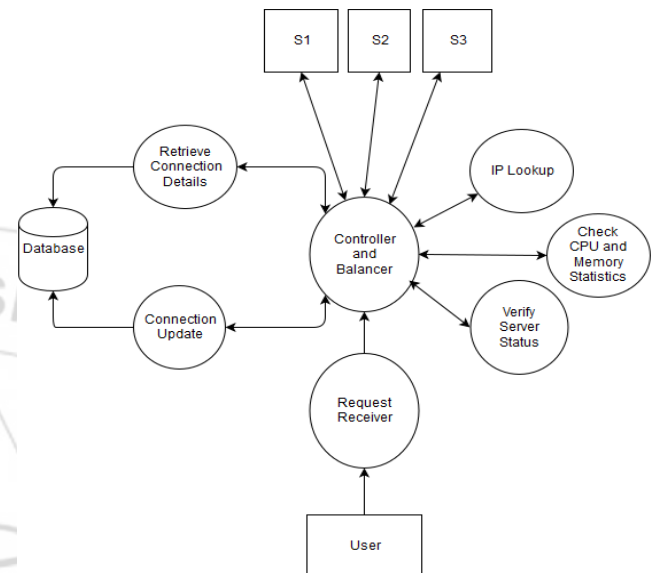 S1
S2
S3
Retrieve
Connection
Details
IP Lookup
Controller
and
Balancer
Check
CPU and
Memory
Statistics
Database
Connection
Update
Verify
Server
Status
Request
Receiver
User